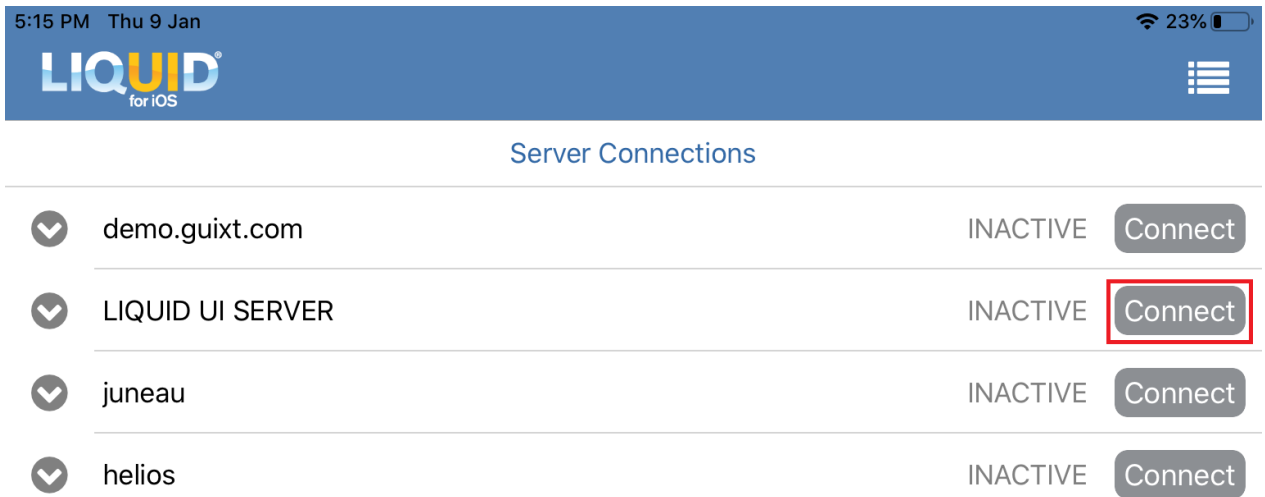 5:15 PM Thu 9 Jan 23%
LIQUID®
for iOS
Server Connections
demo.guixt.com INACTIVE Connect
LIQUID UI SERVER INACTIVE Connect
juneau INACTIVE Connect
helios INACTIVE Connect